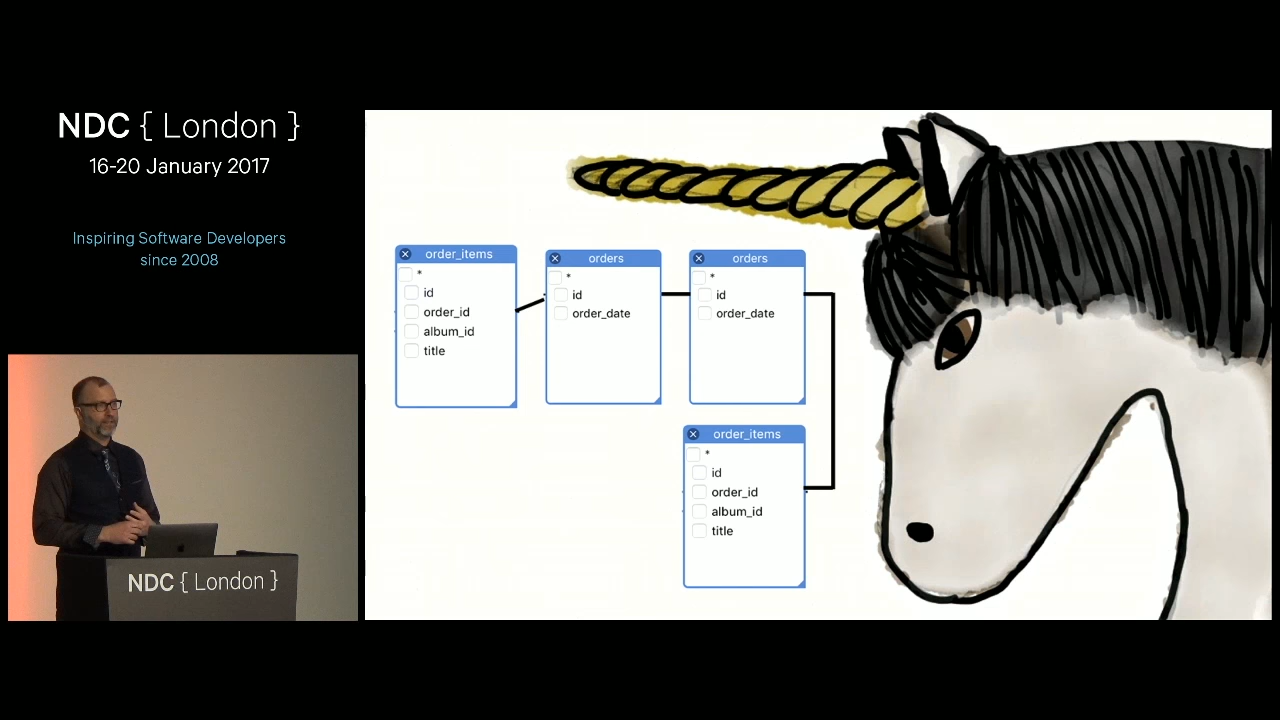 NDC { London }
16-20 January 2017
Inspiring Software Developers
since 2008
order_items
*
id
order_id
album_id
title
orders
*
id
order_date
orders
*
id
order_date
order_items
*
id
order_id
album_id
title
NDC { London }